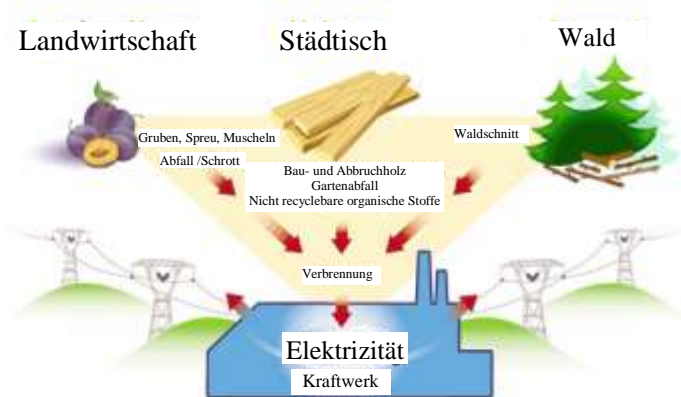 Landwirtschaft
Städtisch
Wald
Gruben, Spreu, Muscheln
Abfall /Schrott
Bau- und Abbruchholz
Gartenabfall
Nicht recyclebare organische Stoffe
Waldschnitt
Verbrennung
Elektrizität
Kraftwerk